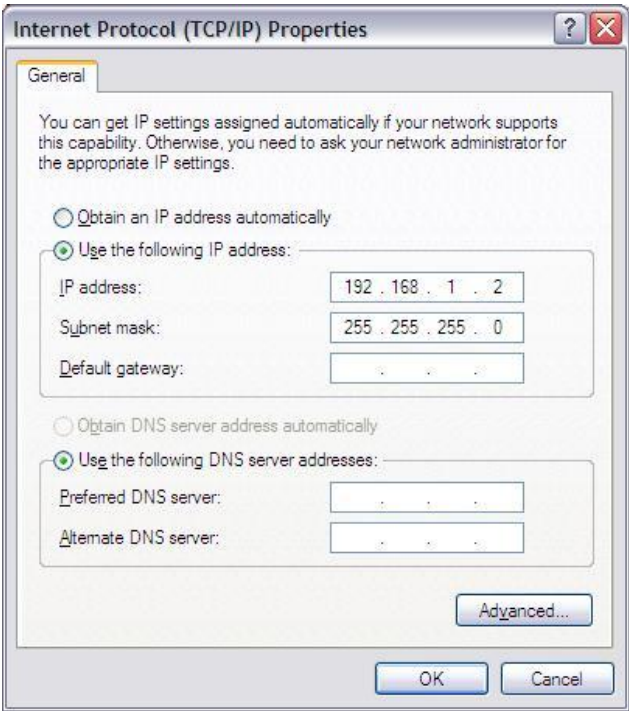 Internet Protocol (TCP/IP) Properties
General
You can get IP settings assigned automatically if your network supports
this capability. Otherwise, you need to ask your network administrator for
the appropriate IP settings.
Obtain an IP address automatically
Use the following IP address:
IP address: 192 . 168 . 1 . 2
Subnet mask: 255 . 255 . 255 . 0
Default gateway: . . .
Obtain DNS server address automatically
Use the following DNS server addresses:
Preferred DNS server: . . .
Alternate DNS server: . . .
Advanced...
OK Cancel